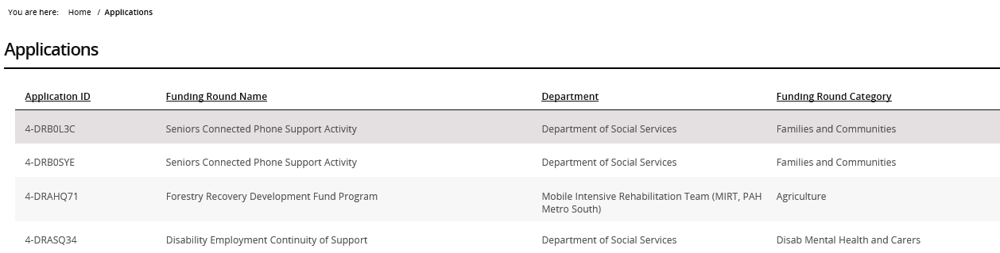 You are here: Home / Applications
Applications
Application ID Funding Round Name Department Funding Round Category
4-DRB0L3C Seniors Connected Phone Support Activity Department of Social Services Families and Communities
4-DRB0SYE Seniors Connected Phone Support Activity Department of Social Services Families and Communities
4-DRAHQ71 Forestry Recovery Development Fund Program Mobile Intensive Rehabilitation Team (MIRT, PAH Agriculture
Metro South)
4-DRASQ34 Disability Employment Continuity of Support Department of Social Services Disab Mental Health and Carers